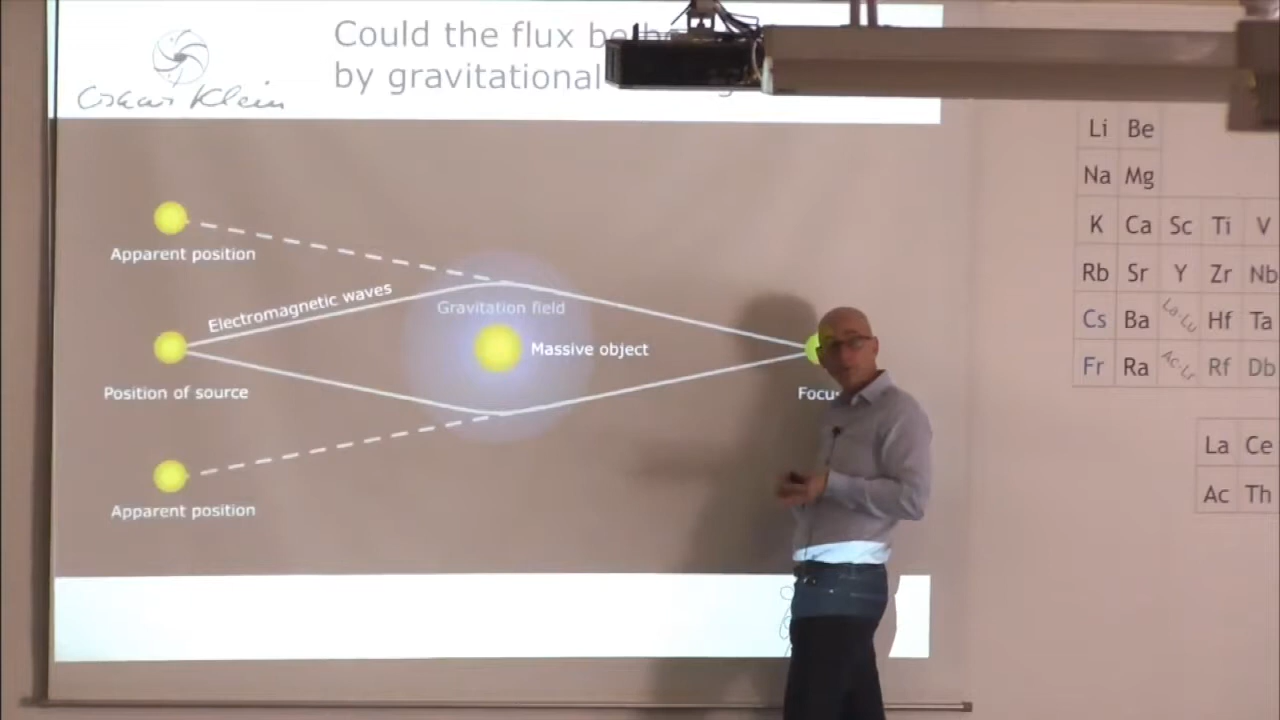 Could the flux be
by gravitational
Oskar Klein
Apparent position
Electromagnetic waves
Gravitation field
Massive object
Position of source
Apparent position
Li Be
Na Mg
K Ca Sc Ti V
Rb Sr Y Zr Nb
Cs Ba La-Lu Hf Ta
Fr Ra Ac-Lr Rf Db
La Ce
Ac Th